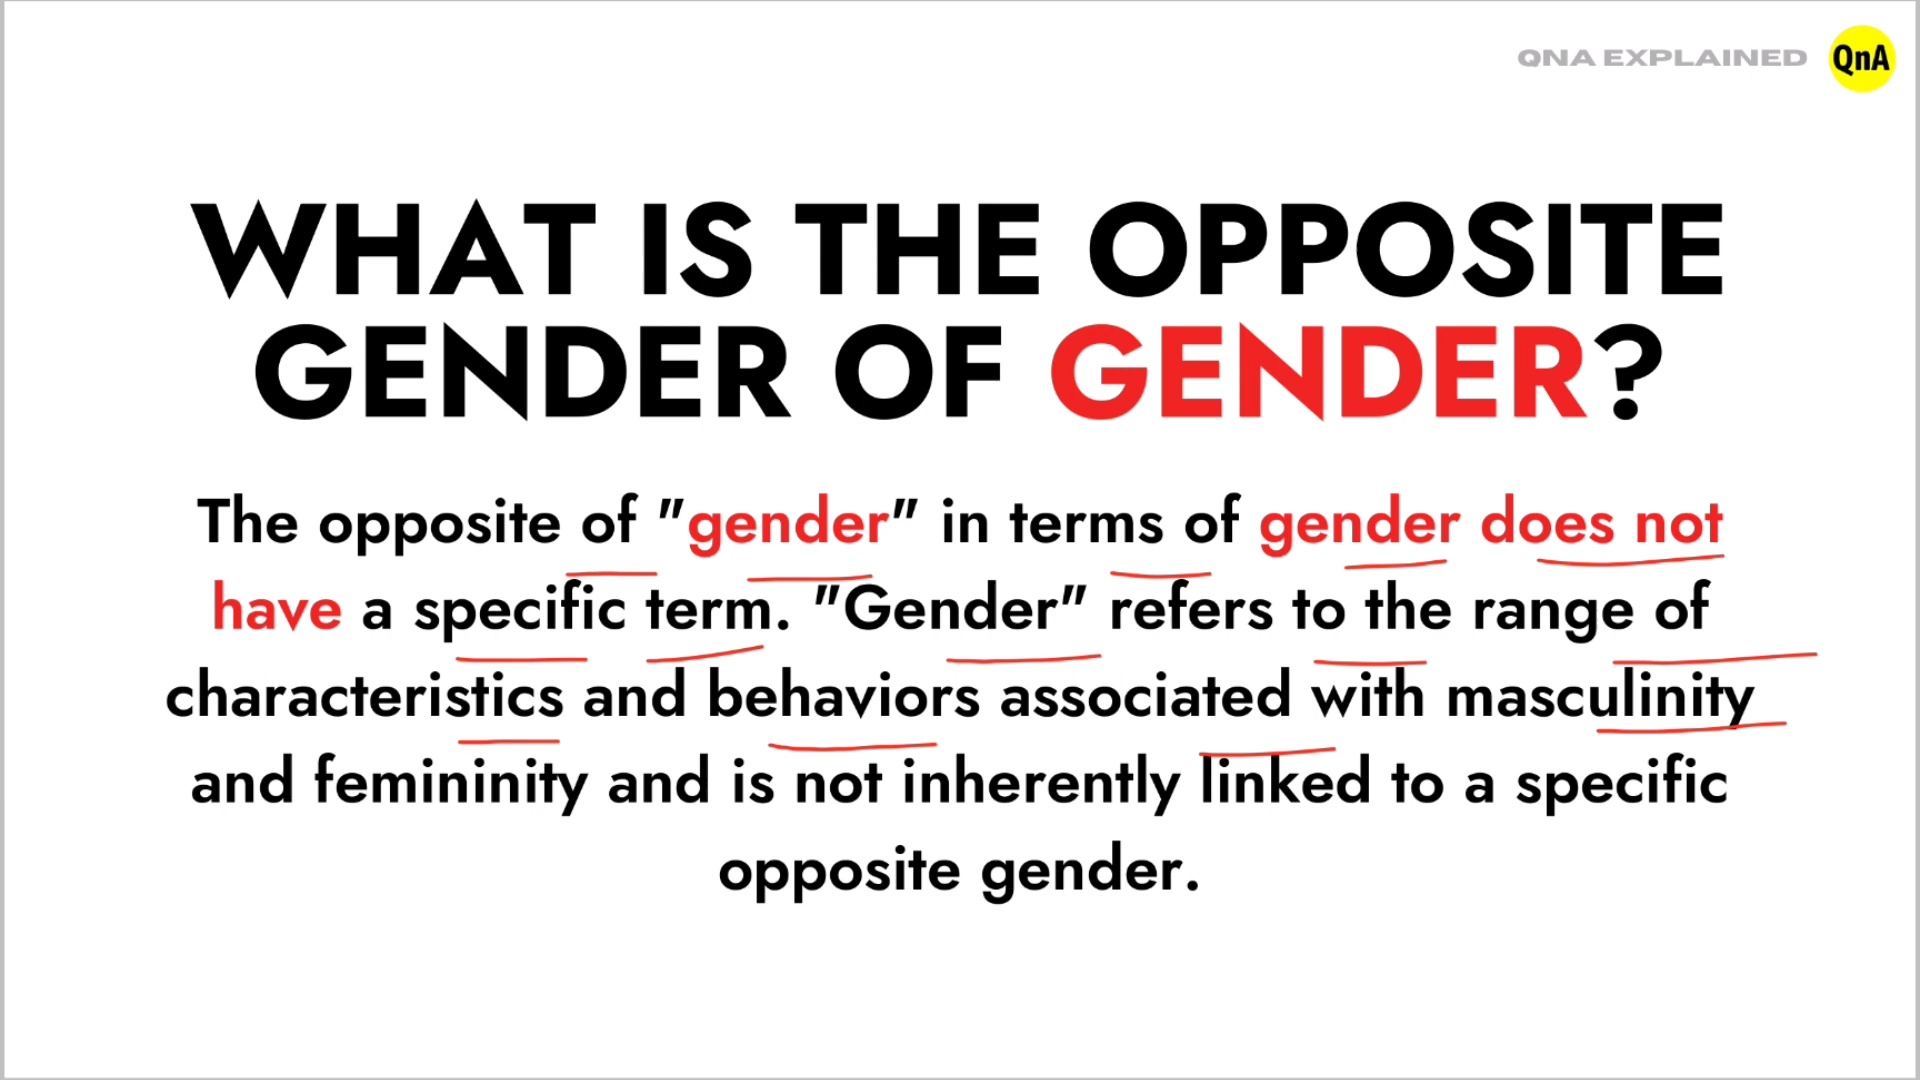 QNA EXPLAINED
QnA
WHAT IS THE OPPOSITE
GENDER OF GENDER?
The opposite of "gender" in terms of gender does not
have a specific term. "Gender" refers to the range of
characteristics and behaviors associated with masculinity
and femininity and is not inherently linked to a specific
opposite gender.